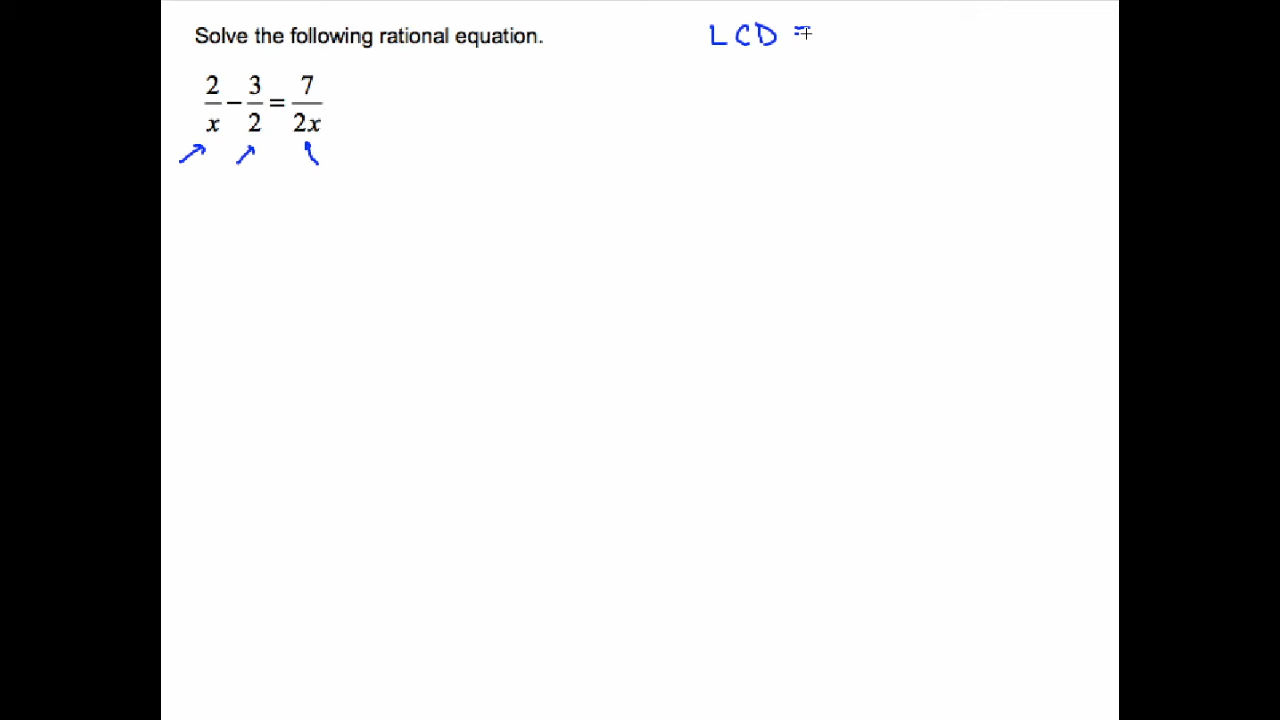 Solve the following rational equation.
LCD =
2/x - 3/2 = 7/2x